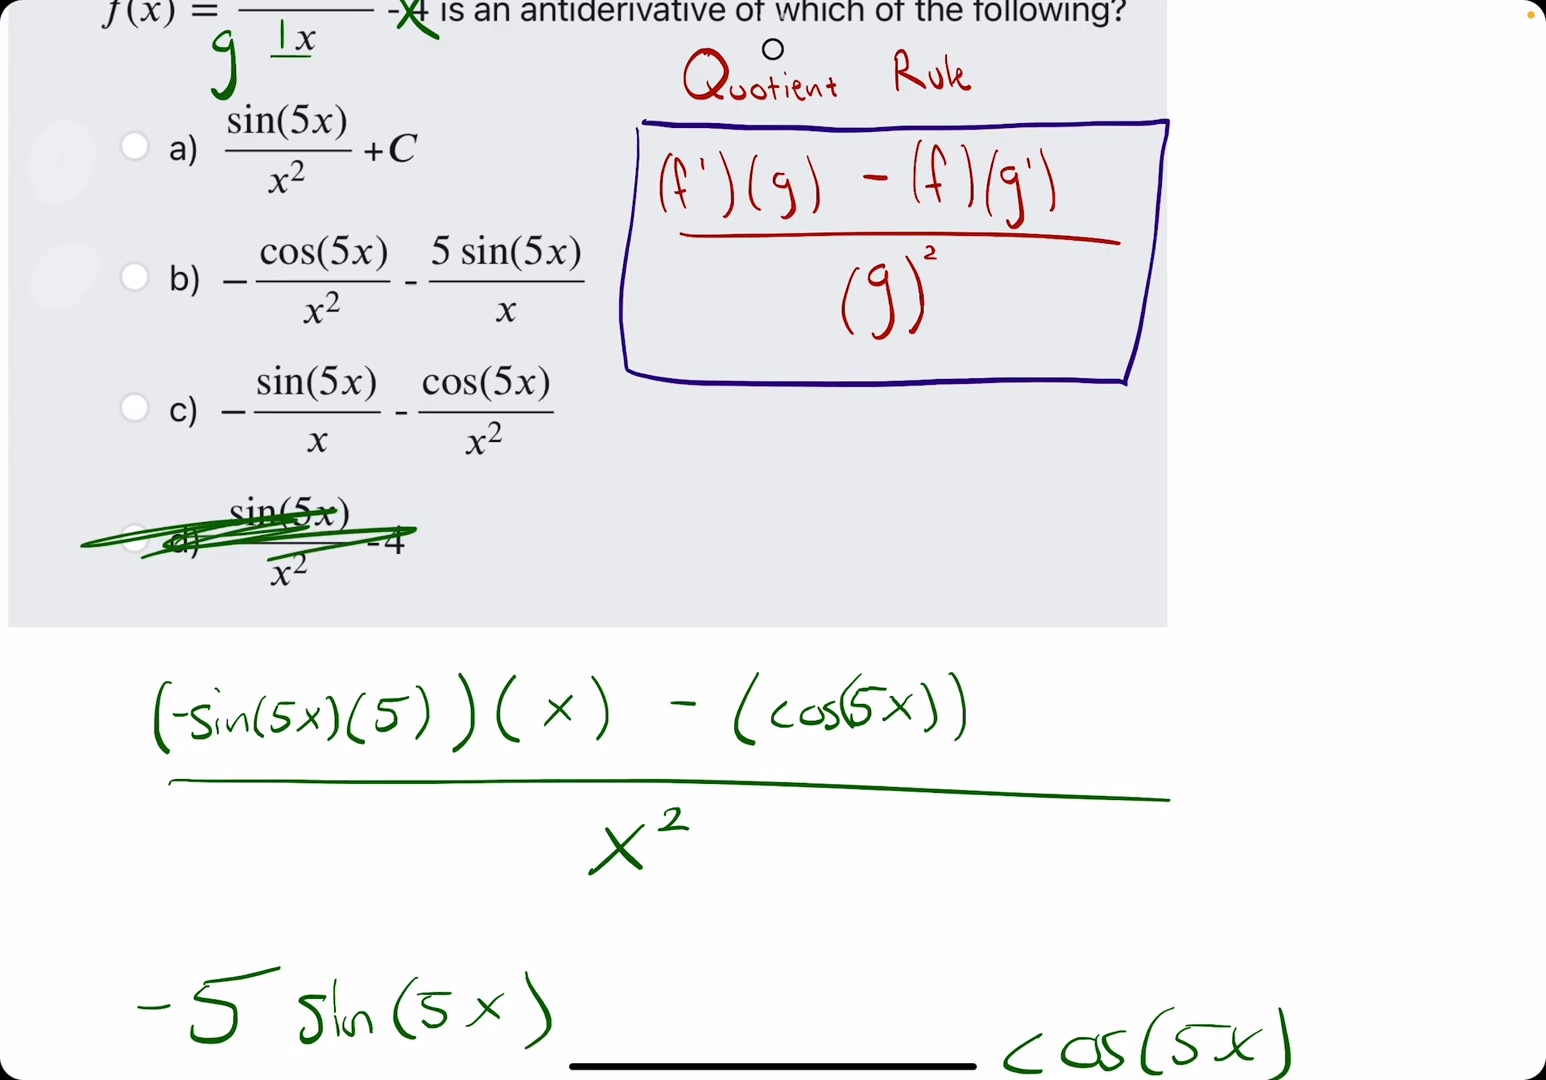 f(x) = -4 is an antiderivative of which of the following?
g 1x
Quotient Rule
a) sin(5x)/x² +C
(f')(g) - (f)(g')
(g)²
b) - cos(5x)/x² - 5 sin(5x)/x
c) - sin(5x)/x - cos(5x)/x²
d) sin(5x)/x² -4
(-sin(5x)(5))(x) - (cos(5x))
x²
-5 sin(5x) cos(5x)